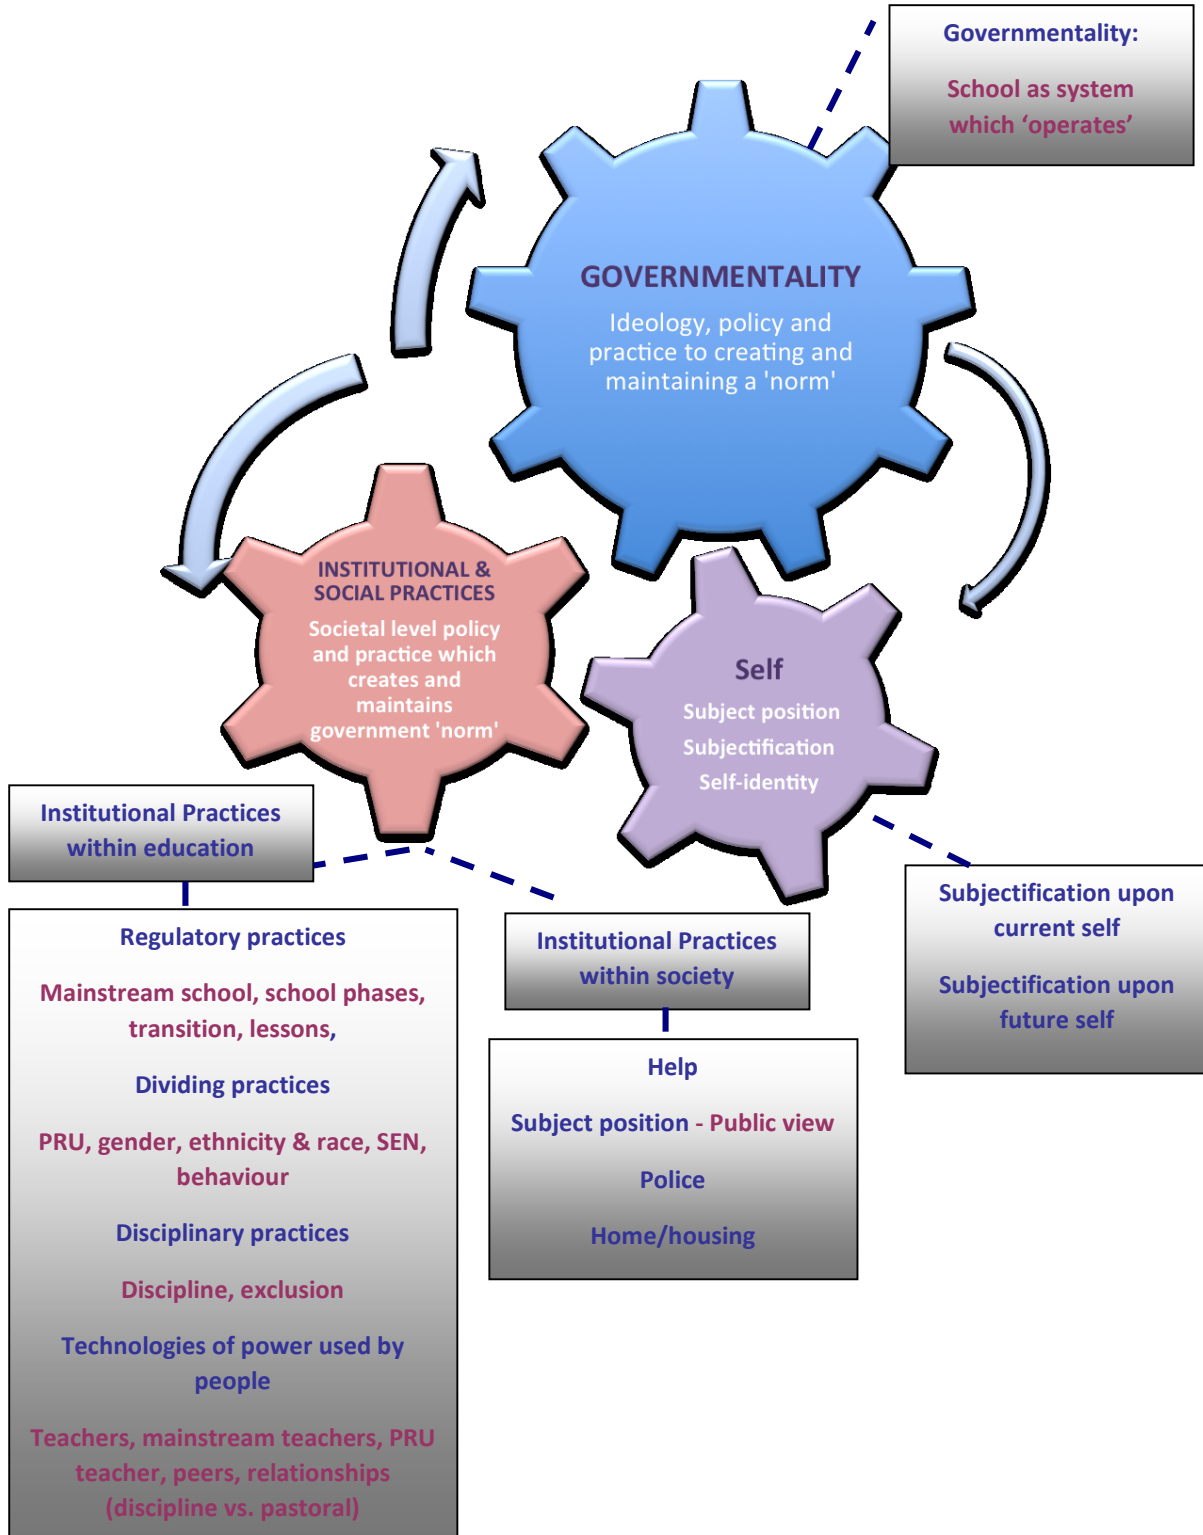 Governmentality:
School as system
which ‘operates’
GOVERNMENTALITY
Ideology, policy and
practice to creating and
maintaining a 'norm'
INSTITUTIONAL &
SOCIAL PRACTICES
Societal level policy
and practice which
creates and
maintains
government 'norm'
Self
Subject position
Subjectification
Self-identity
Institutional Practices
within education
Regulatory practices
Mainstream school, school phases,
transition, lessons,
Dividing practices
PRU, gender, ethnicity & race, SEN,
behaviour
Disciplinary practices
Discipline, exclusion
Technologies of power used by
people
Teachers, mainstream teachers, PRU
teacher, peers, relationships
(discipline vs. pastoral)
Institutional Practices
within society
Help
Subject position - Public view
Police
Home/housing
Subjectification upon
current self
Subjectification upon
future self